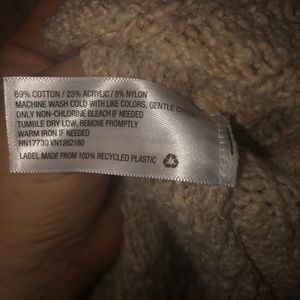 69% COTTON / 23% ACRYLIC / 8% NYLON
MACHINE WASH COLD WITH LIKE COLORS, GENTLE CYCLE
ONLY NON-CHLORINE BLEACH IF NEEDED
TUMBLE DRY LOW, REMOVE PROMPTLY
WARM IRON IF NEEDED
RN17730 VN1262180
LABEL MADE FROM 100% RECYCLED PLASTIC